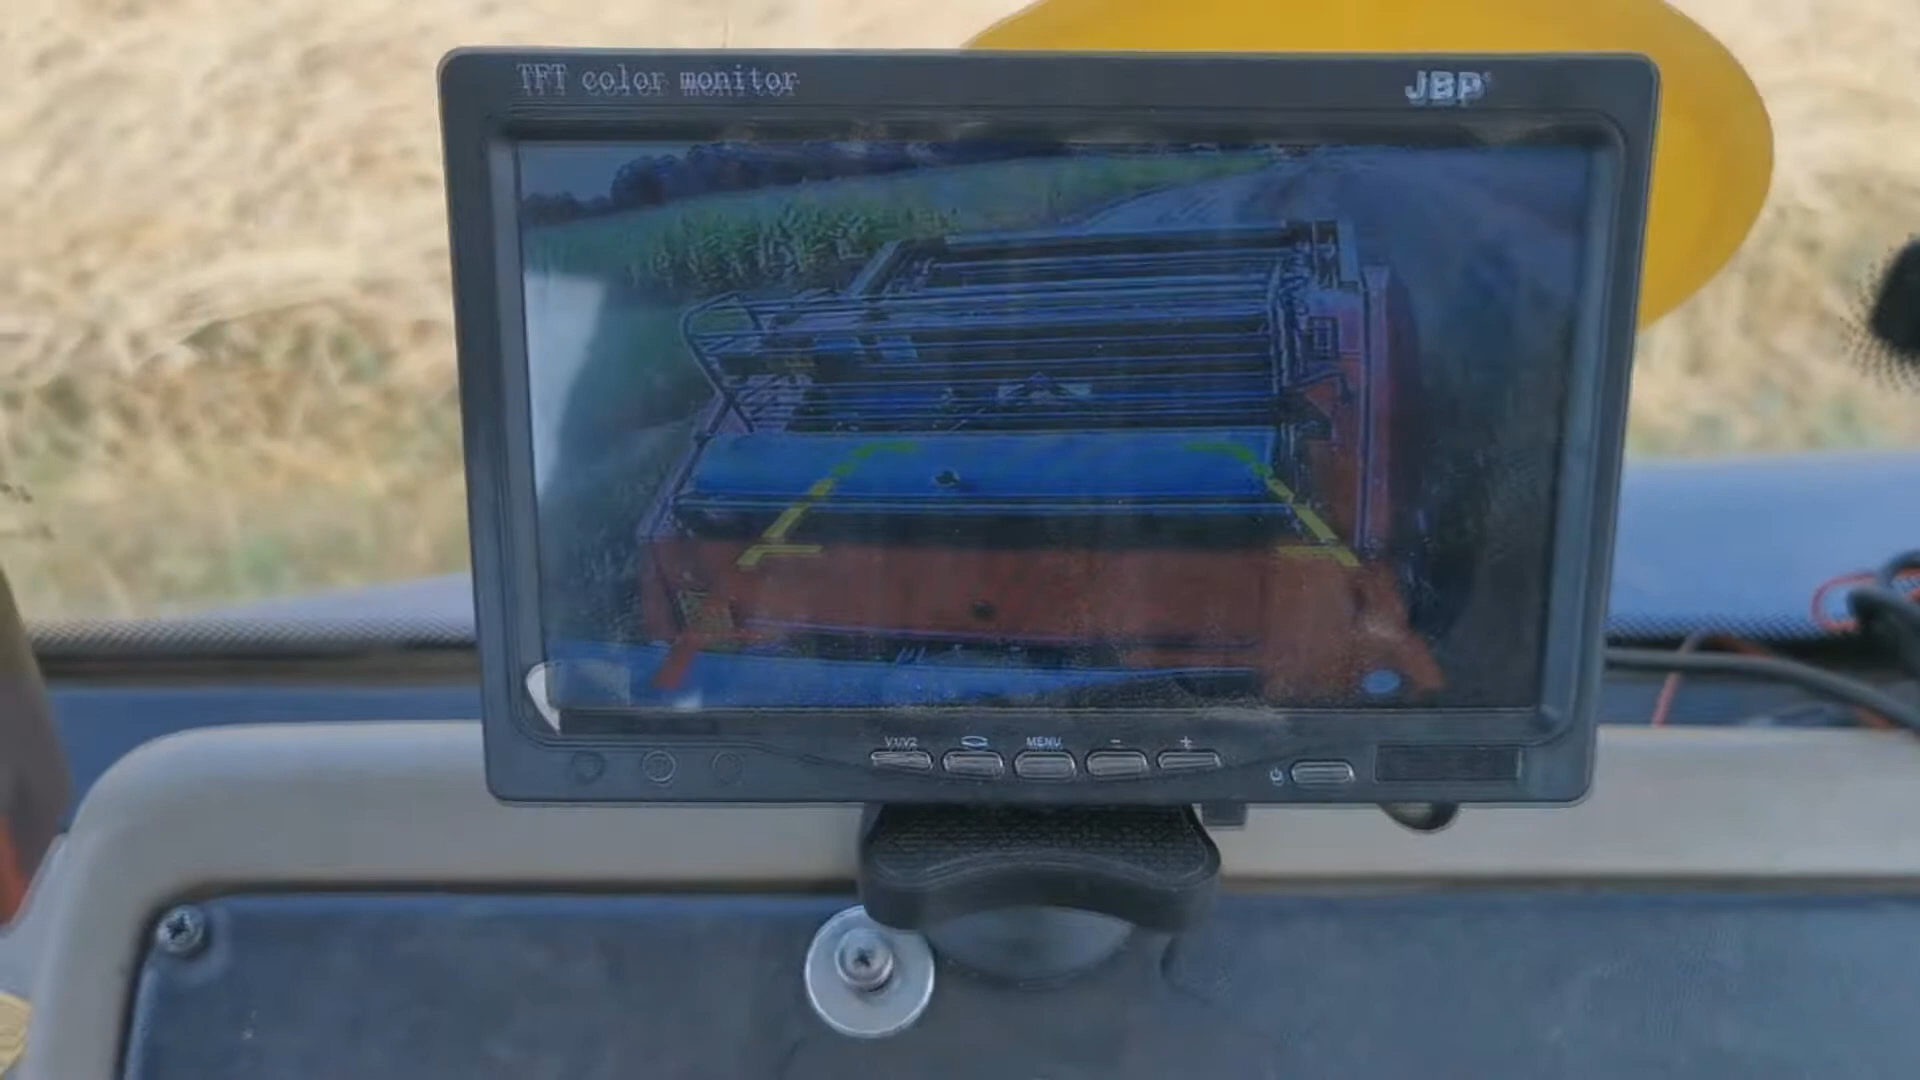 TFT color monitor
JBP
V1/V2
MENU
-
+